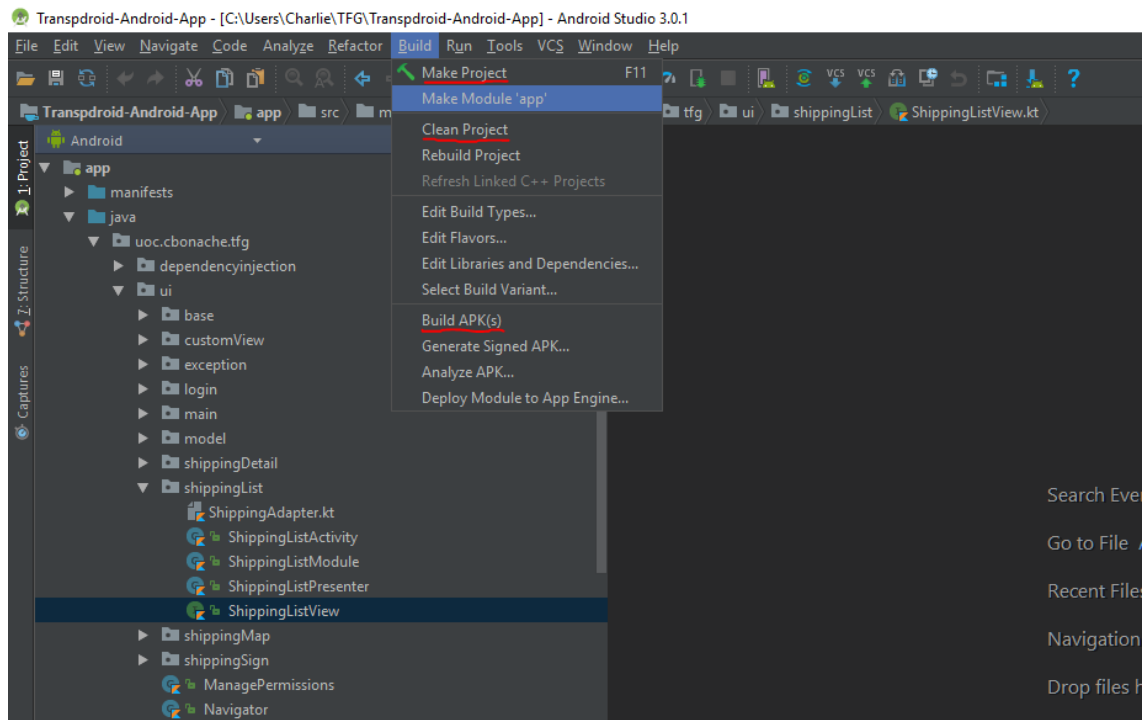 Transpdroid-Android-App - [C:\Users\Charlie\TFG\Transpdroid-Android-App] - Android Studio 3.0.1
File Edit View Navigate Code Analyze Refactor Build Run Tools VCS Window Help
Make Project F11
VCS VCS
Make Module 'app'
Transpdroid-Android-App app src tfg ui shippingList ShippingListView.kt
1: Project
Z: Structure
Captures
Android
app
manifests
java
uoc.cbonache.tfg
dependencyinjection
ui
base
customView
exception
login
main
model
shippingDetail
shippingList
ShippingAdapter.kt
ShippingListActivity
ShippingListModule
ShippingListPresenter
ShippingListView
shippingMap
shippingSign
ManagePermissions
Navigator
Clean Project
Rebuild Project
Refresh Linked C++ Projects
Edit Build Types...
Edit Flavors...
Edit Libraries and Dependencies...
Select Build Variant...
Build APK(s)
Generate Signed APK...
Analyze APK...
Deploy Module to App Engine...
Search Eve
Go to File
Recent Files
Navigation
Drop files